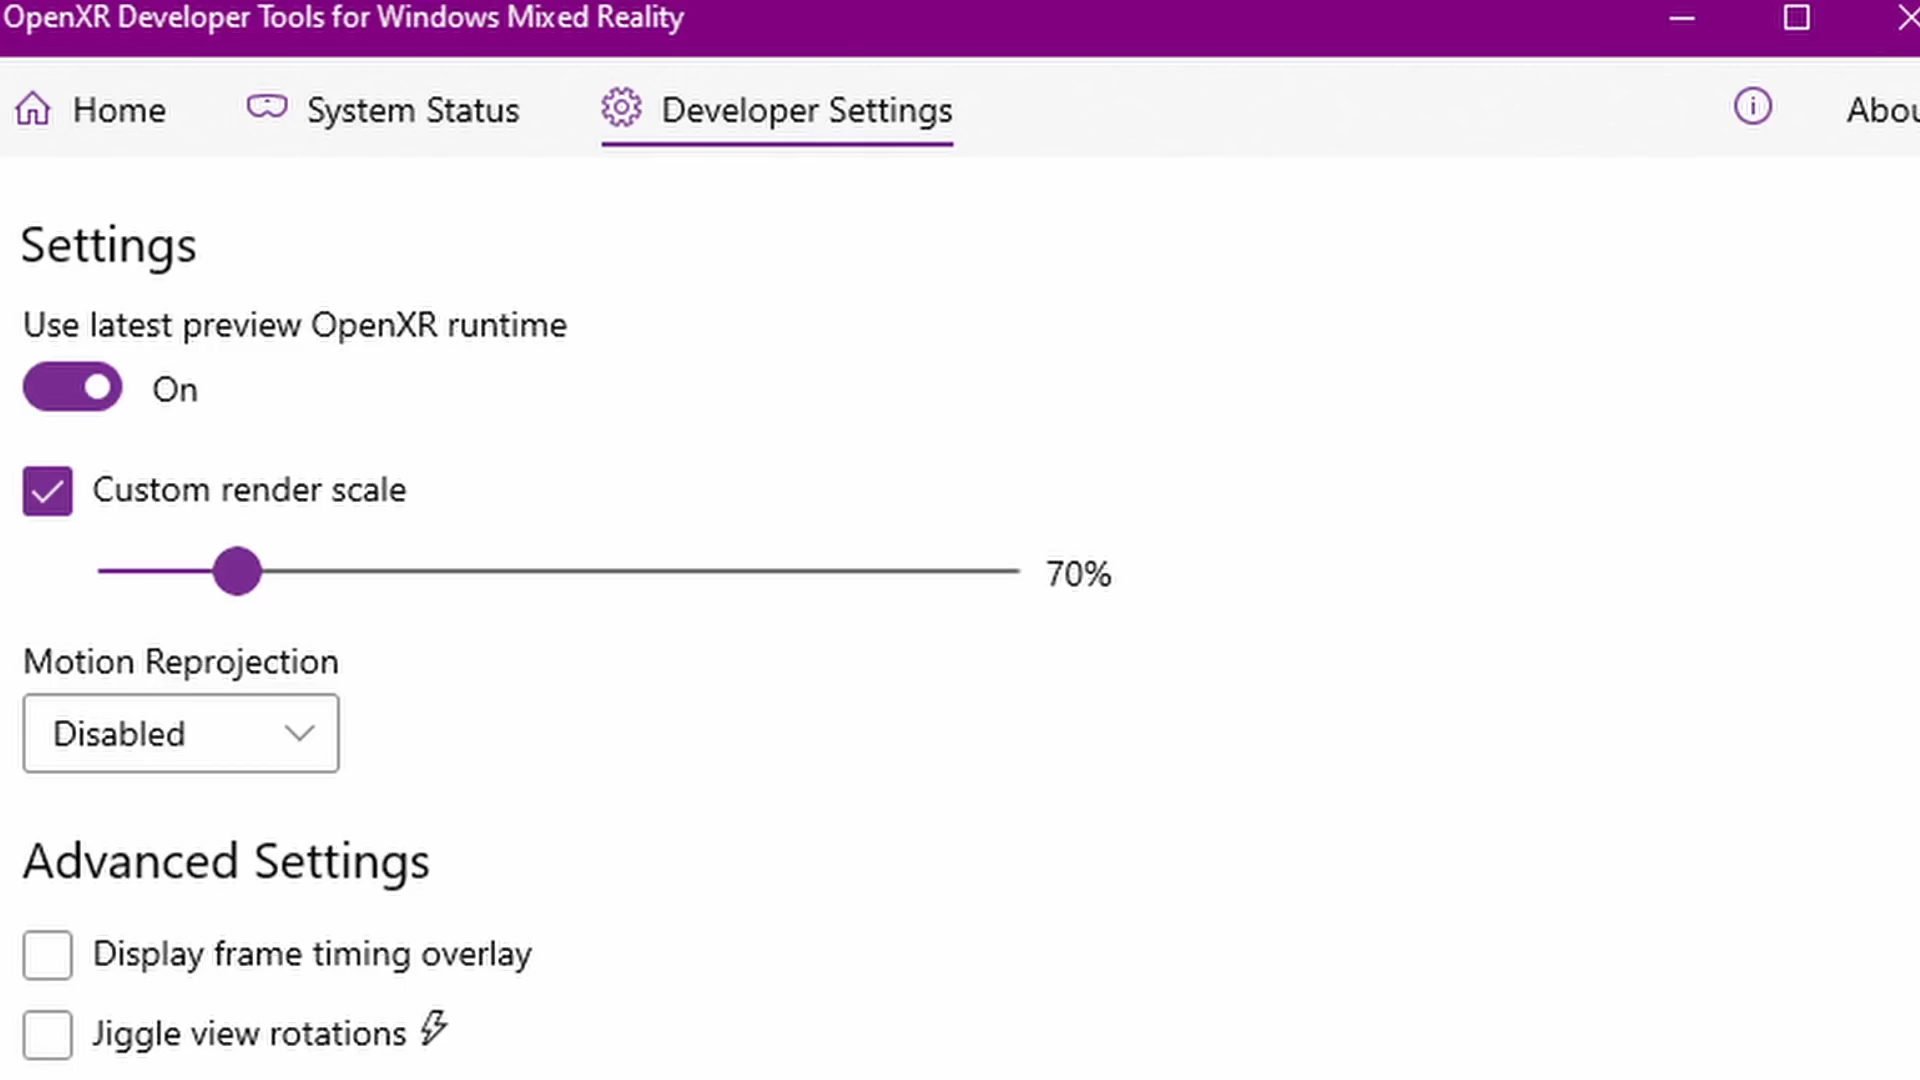 OpenXR Developer Tools for Windows Mixed Reality
Home System Status Developer Settings Abou
Settings
Use latest preview OpenXR runtime
On
Custom render scale
70%
Motion Reprojection
Disabled
Advanced Settings
Display frame timing overlay
Jiggle view rotations